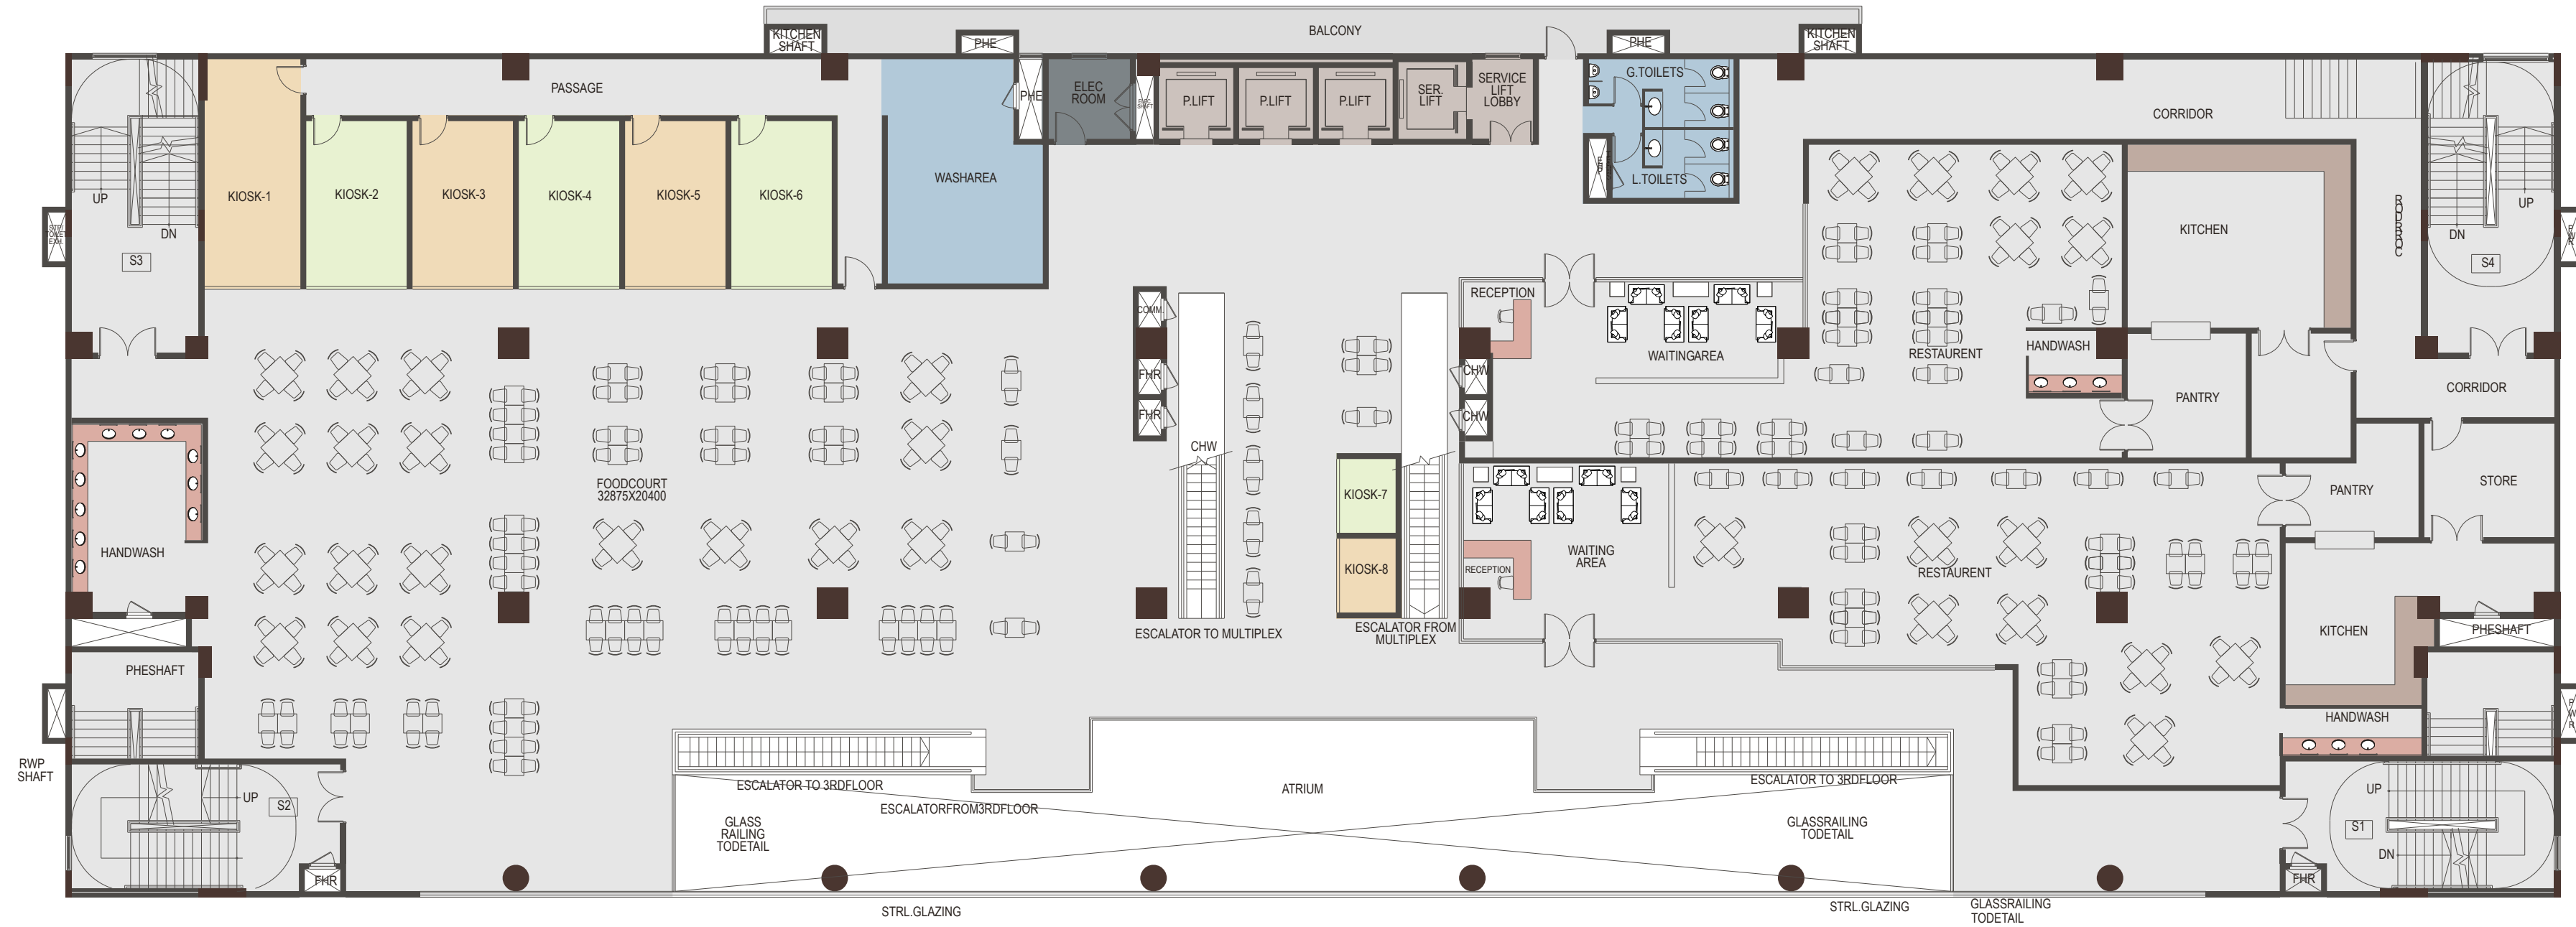 BALCONY
KITCHEN
SHAFT
PHE
PHE
KITCHEN
SHAFT
PASSAGE
PHE
ELEC
ROOM
P.LIFT
P.LIFT
P.LIFT
SER.
LIFT
SERVICE
LIFT
LOBBY
G.TOILETS
L.TOILETS
CORRIDOR
UP
DN
S3
KIOSK-1
KIOSK-2
KIOSK-3
KIOSK-4
KIOSK-5
KIOSK-6
WASHAREA
KITCHEN
RODRROC
UP
DN
S4
COMM.
FHR
FHR
CHW
RECEPTION
WAITINGAREA
CHW
CHW
RESTAURENT
HANDWASH
PANTRY
CORRIDOR
FOODCOURT
32875X20400
KIOSK-7
KIOSK-8
HANDWASH
WAITING
AREA
RECEPTION
RESTAURENT
PANTRY
STORE
KITCHEN
PHESHAFT
ESCALATOR TO MULTIPLEX
ESCALATOR FROM
MULTIPLEX
PHESHAFT
HANDWASH
RWP
SHAFT
UP
S2
FHR
ESCALATOR TO 3RDFLOOR
ESCALATORFROM3RDFLOOR
GLASS
RAILING
TODETAIL
ATRIUM
ESCALATOR TO 3RDFLOOR
GLASSRAILING
TODETAIL
UP
S1
DN
FHR
STRL.GLAZING
STRL.GLAZING
GLASSRAILING
TODETAIL